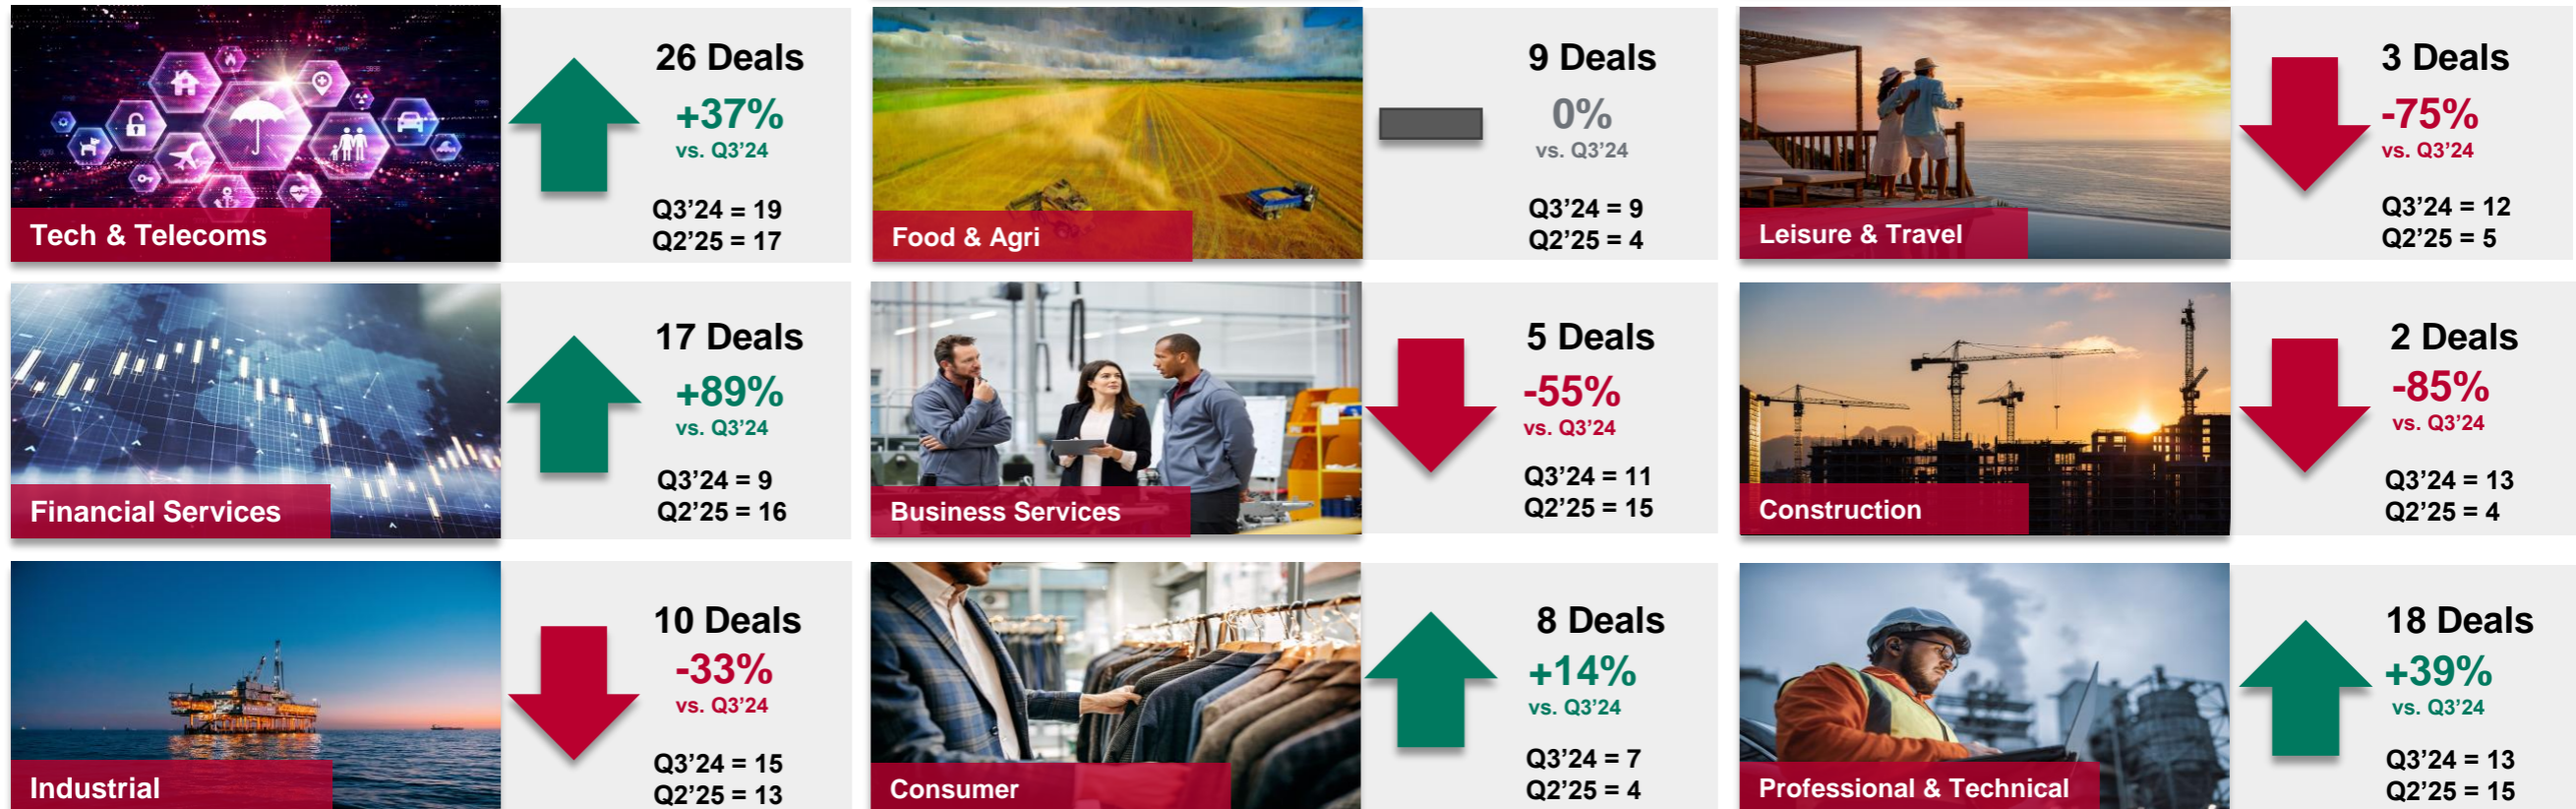 26 Deals
+37%
vs. Q3’24
Q3’24 = 19
Q2’25 = 17
Tech & Telecoms
9 Deals
0%
vs. Q3’24
Q3’24 = 9
Q2’25 = 4
Food & Agri
3 Deals
-75%
vs. Q3’24
Q3’24 = 12
Q2’25 = 5
Leisure & Travel
17 Deals
+89%
vs. Q3’24
Q3’24 = 9
Q2’25 = 16
Financial Services
5 Deals
-55%
vs. Q3’24
Q3’24 = 11
Q2’25 = 15
Business Services
2 Deals
-85%
vs. Q3’24
Q3’24 = 13
Q2’25 = 4
Construction
10 Deals
-33%
vs. Q3’24
Q3’24 = 15
Q2’25 = 13
Industrial
8 Deals
+14%
vs. Q3’24
Q3’24 = 7
Q2’25 = 4
Consumer
18 Deals
+39%
vs. Q3’24
Q3’24 = 13
Q2’25 = 15
Professional & Technical